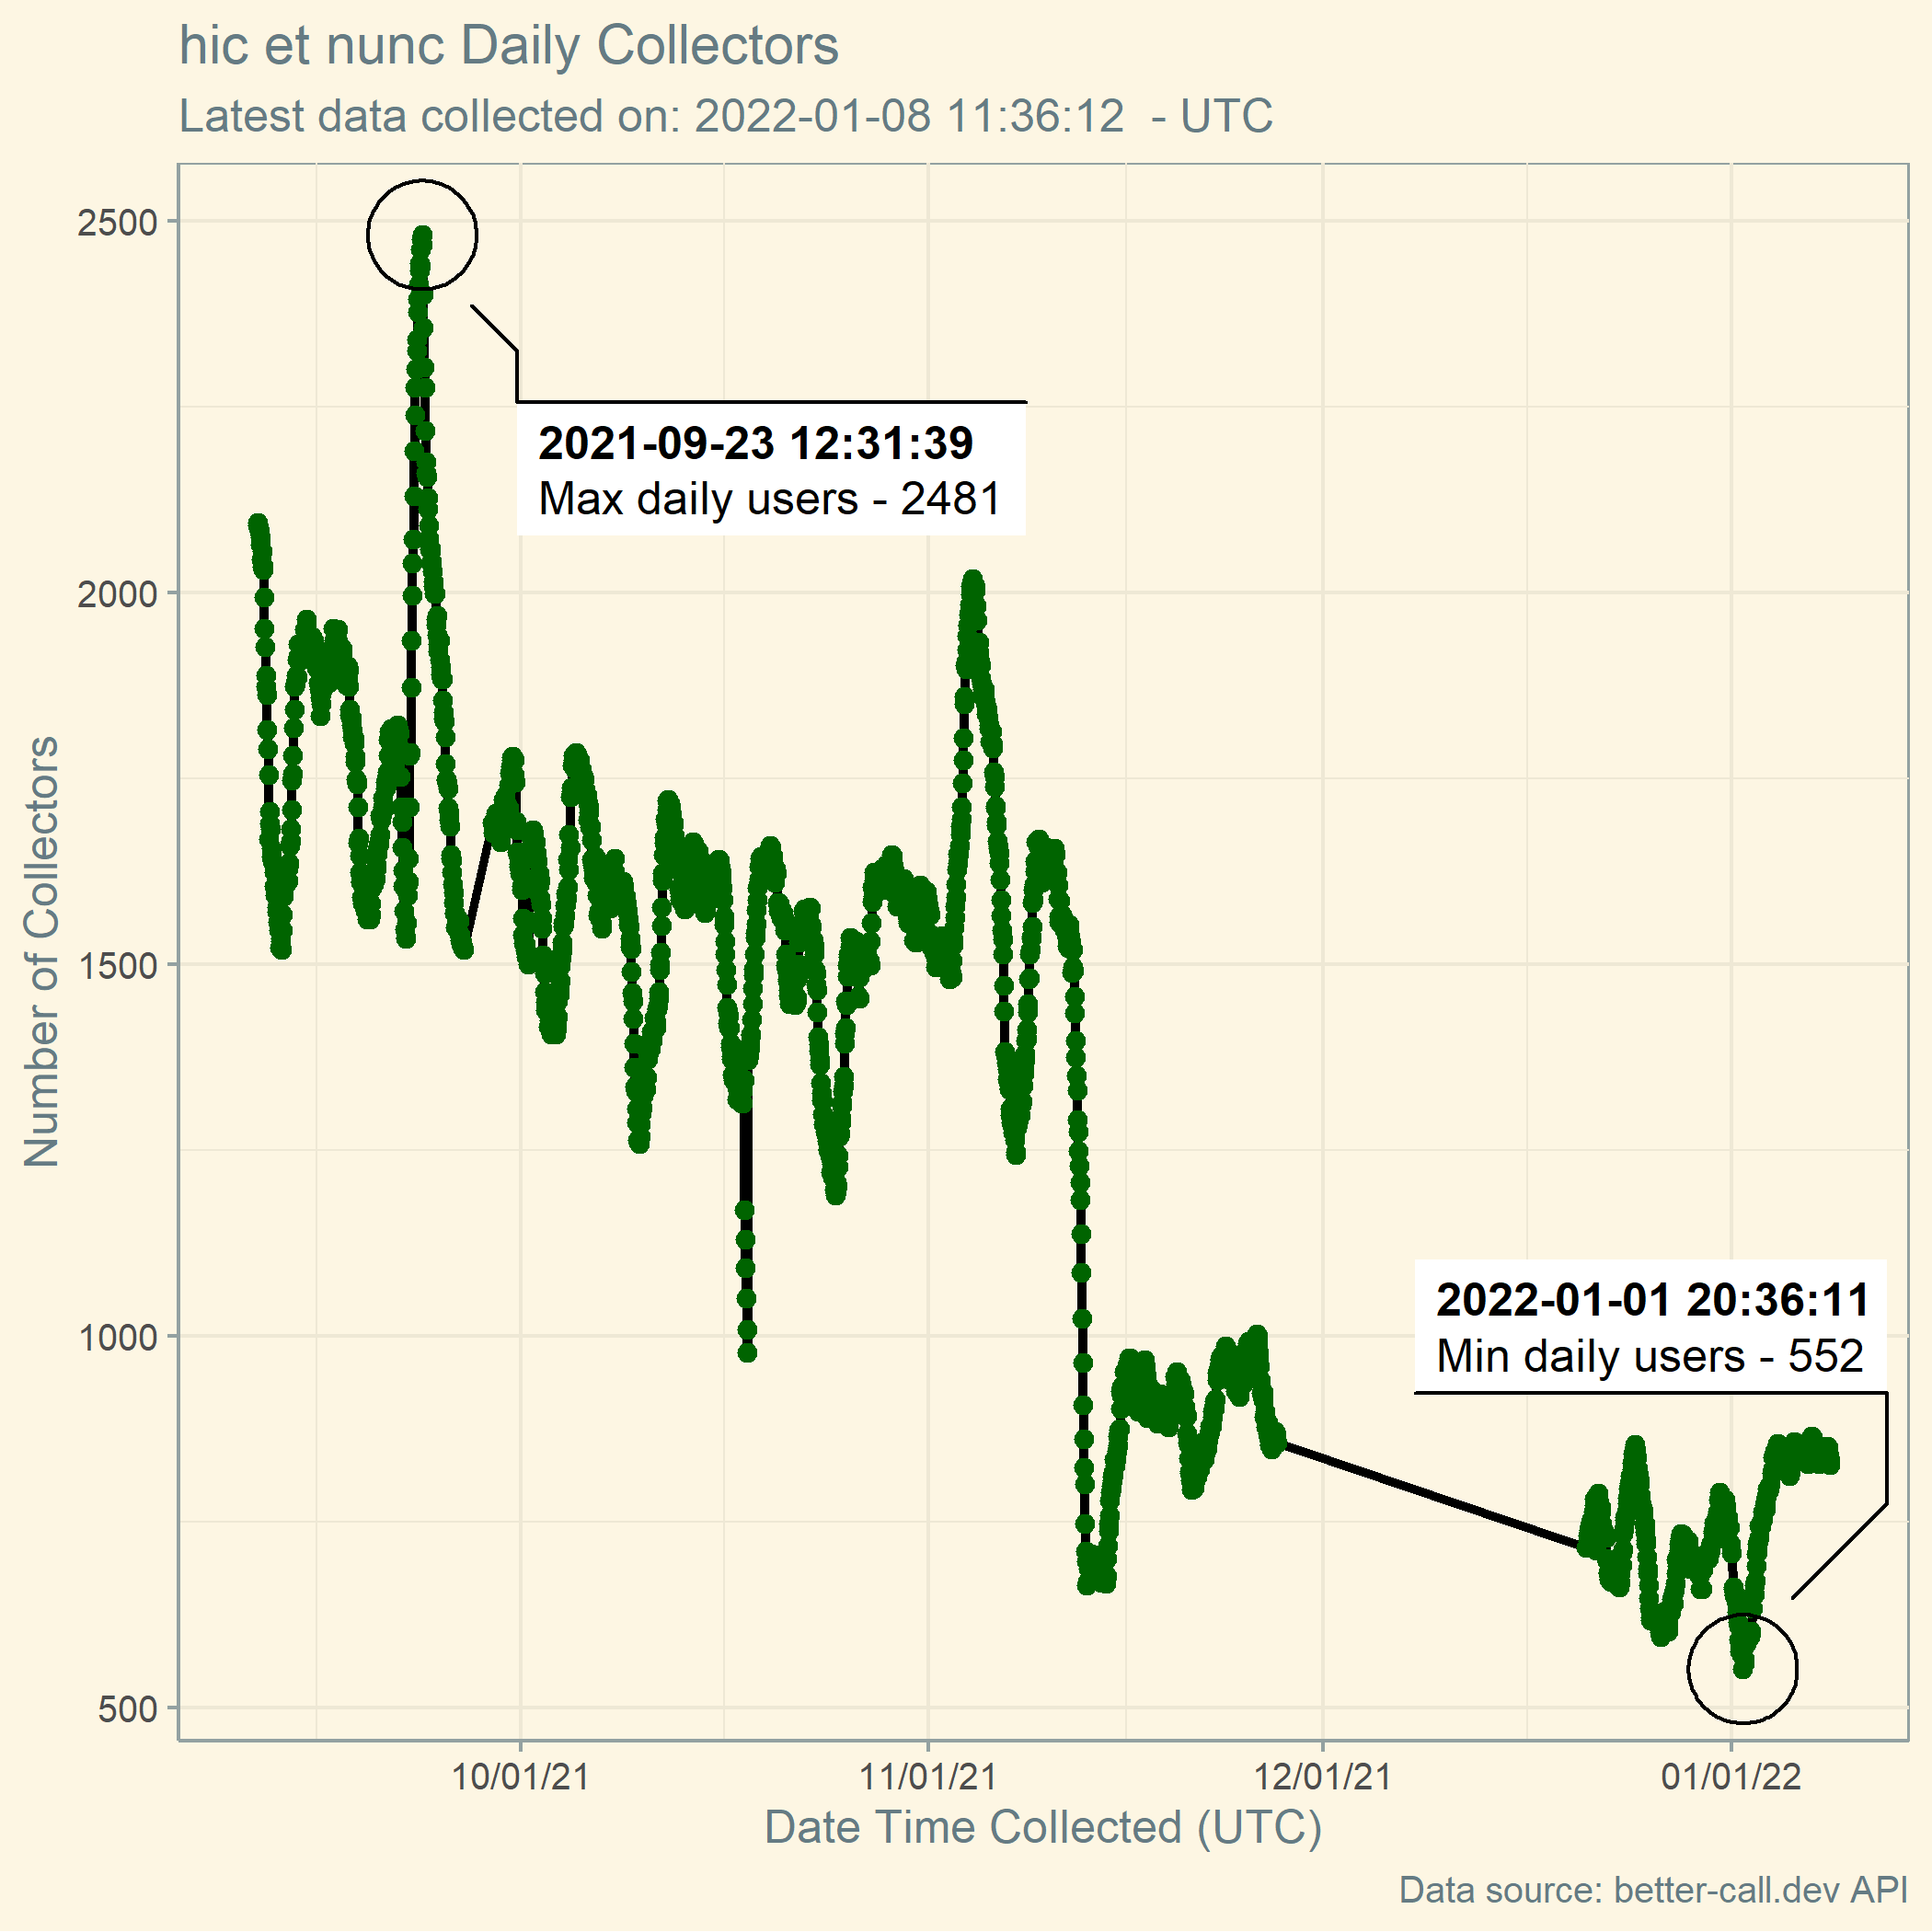 hic et nunc Daily Collectors
Latest data collected on: 2022-01-08 11:36:12  - UTC
Number of Collectors
2500
2000
1500
1000
500
2021-09-23 12:31:39
Max daily users - 2481
2022-01-01 20:36:11
Min daily users - 552
10/01/21
11/01/21
12/01/21
01/01/22
Date Time Collected (UTC)
Data source: better-call.dev API